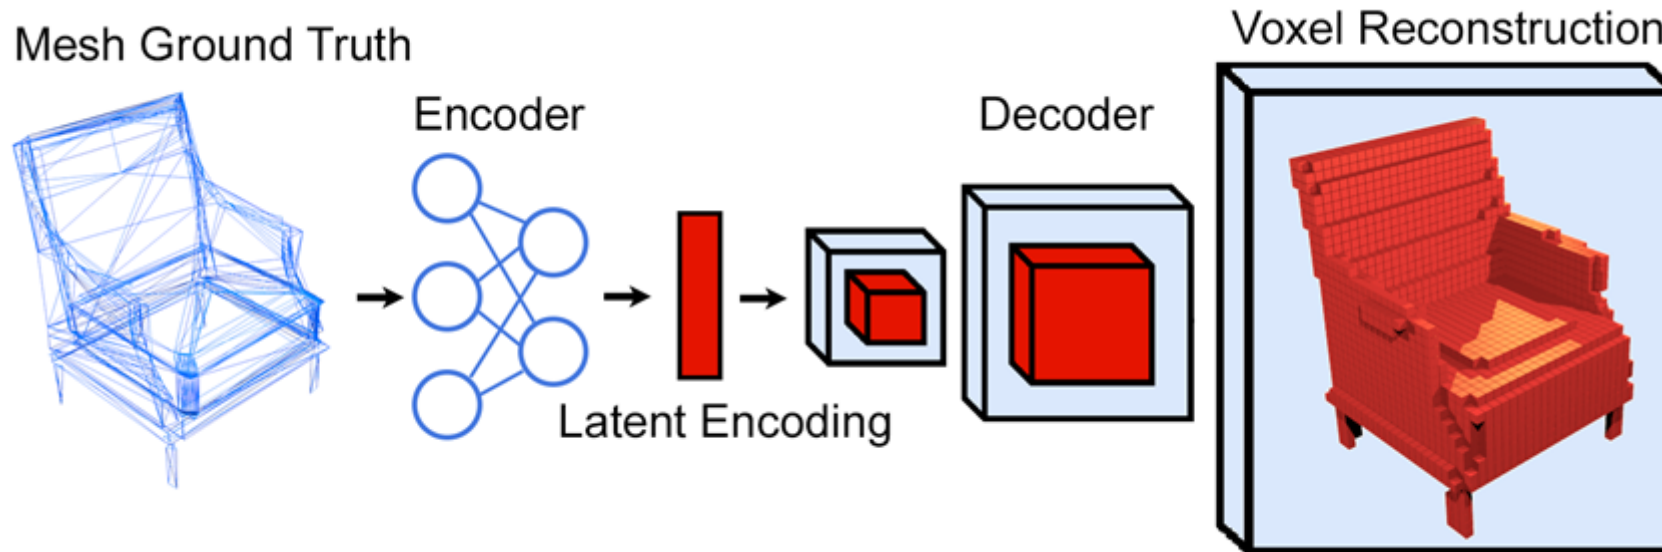 Mesh Ground Truth
Encoder
Latent Encoding
Decoder
Voxel Reconstruction